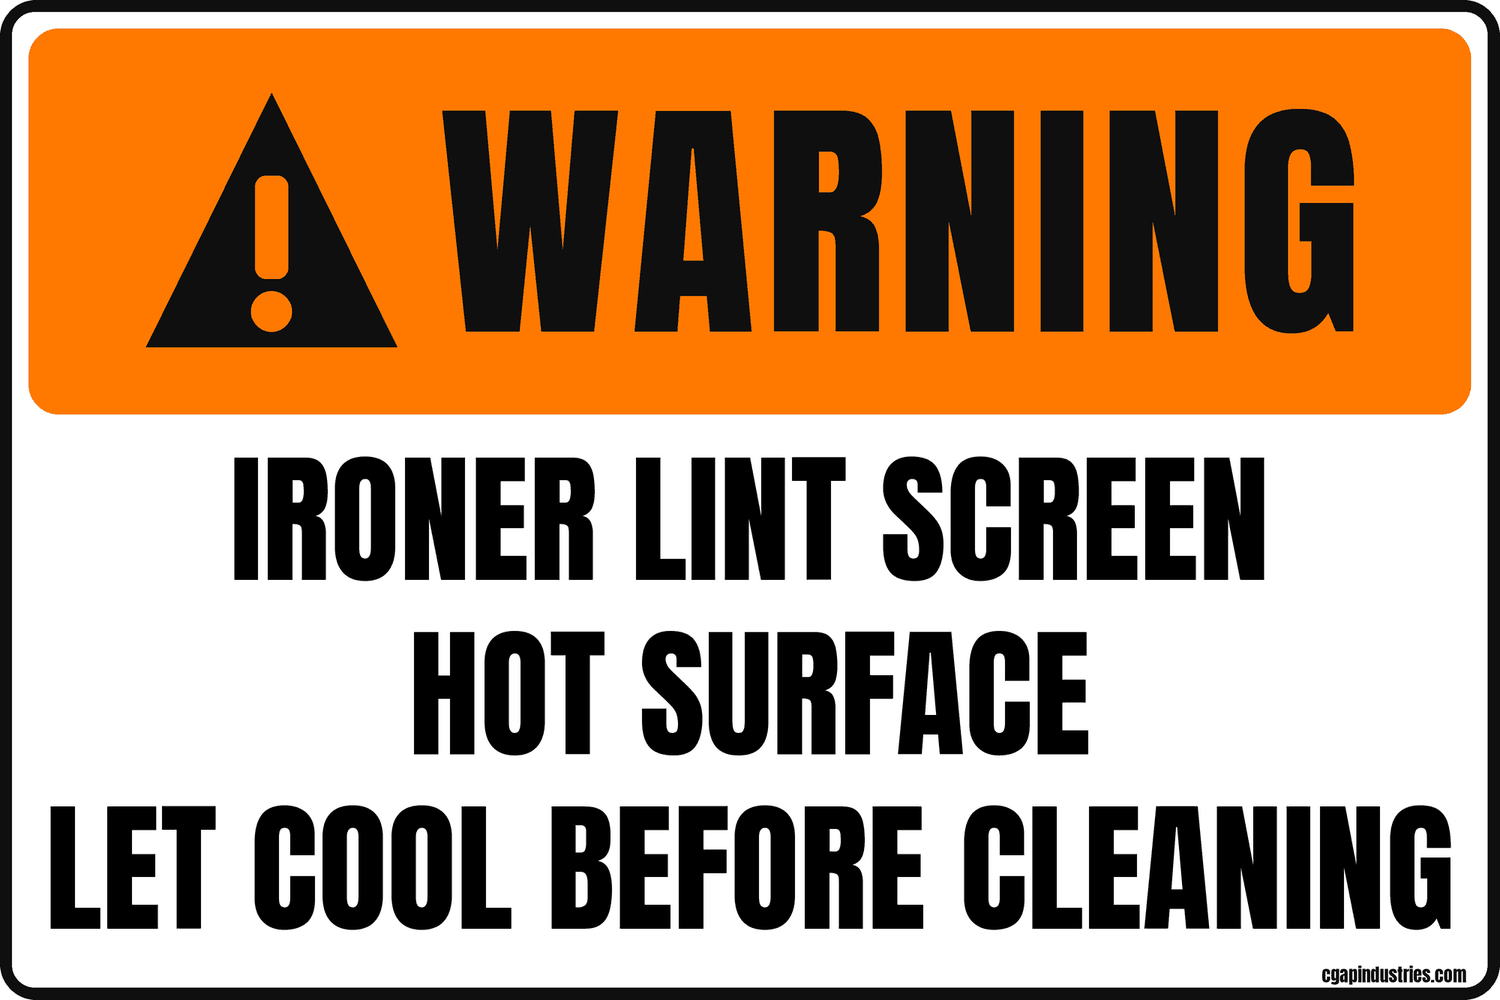 WARNING
IRONER LINT SCREEN
HOT SURFACE
LET COOL BEFORE CLEANING
cgapindustries.com